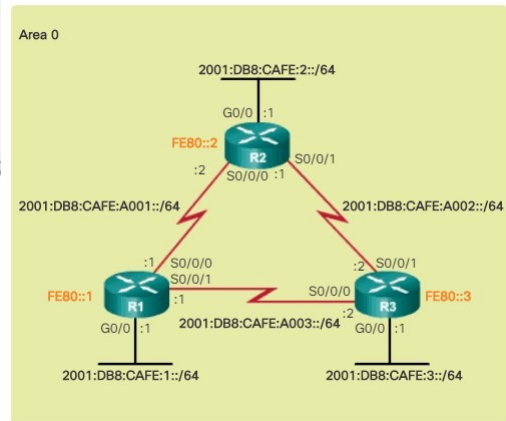 Area 0
2001:DB8:CAFE:2::/64
G0/0 :1
FE80::2
R2
:2
S0/0/0 :1
S0/0/1
2001:DB8:CAFE:A001::/64
2001:DB8:CAFE:A002::/64
:1 S0/0/0
S0/0/1
:2 S0/0/1
FE80::1
R1
:1
S0/0/0
R3
FE80::3
:2
G0/0 :1
2001:DB8:CAFE:A003::/64
G0/0 :1
2001:DB8:CAFE:1::/64
2001:DB8:CAFE:3::/64